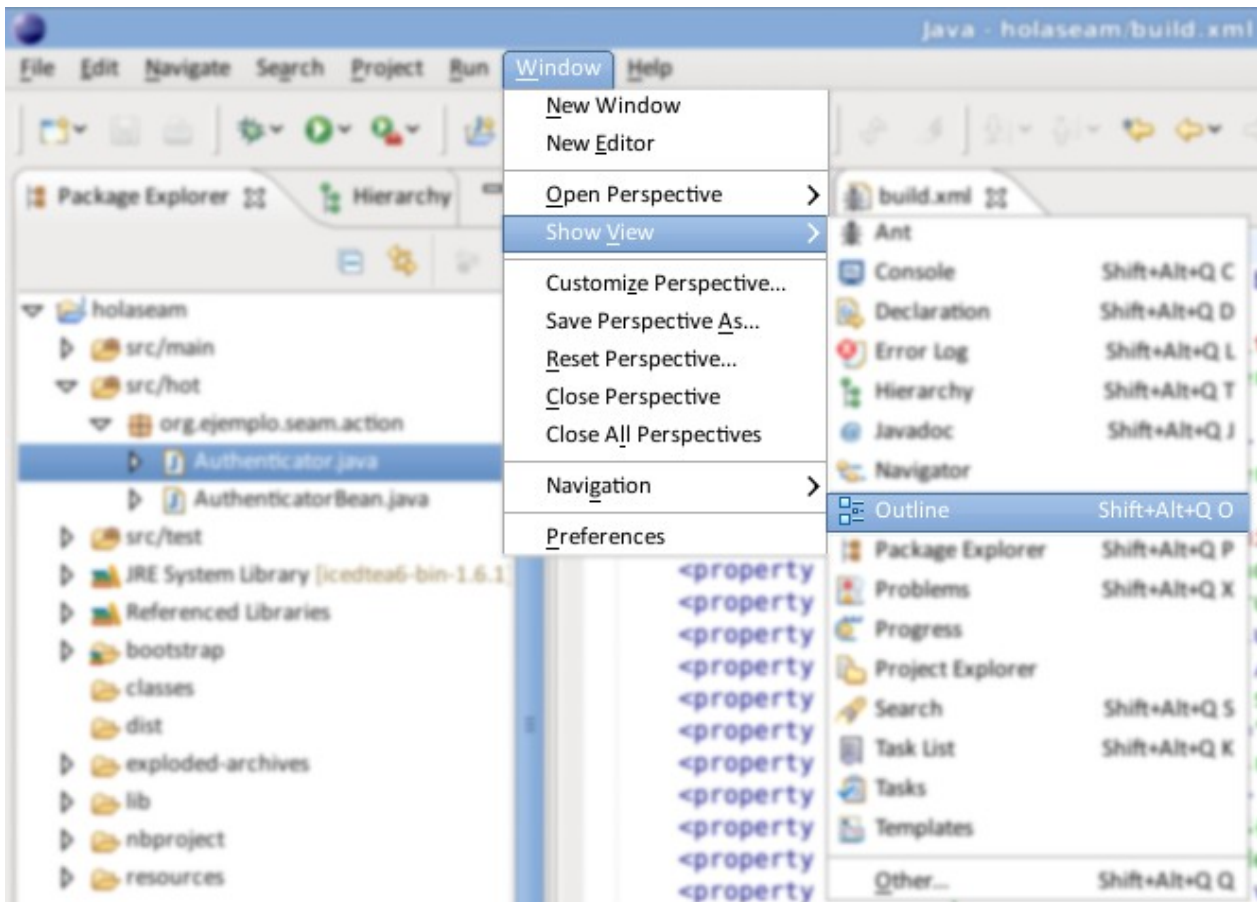 Java - holaseam/build.xml
File Edit Navigate Search Project Run Window Help
New Window
New Editor
Open Perspective
Show View
Customize Perspective...
Save Perspective As...
Reset Perspective...
Close Perspective
Close All Perspectives
Navigation
Preferences
Package Explorer
Hierarchy
holaseam
src/main
src/hot
org.ejemplo.seam.action
Authenticator.java
AuthenticatorBean.java
src/test
JRE System Library [icedtea6-bin-1.6.1]
Referenced Libraries
bootstrap
classes
dist
exploded-archives
lib
nbproject
resources
build.xml
Ant
Console Shift+Alt+Q C
Declaration Shift+Alt+Q D
Error Log Shift+Alt+Q L
Hierarchy Shift+Alt+Q T
Javadoc Shift+Alt+Q J
Navigator
Outline Shift+Alt+Q O
Package Explorer Shift+Alt+Q P
Problems Shift+Alt+Q X
Progress
Project Explorer
Search Shift+Alt+Q S
Task List Shift+Alt+Q K
Tasks
Templates
Other... Shift+Alt+Q Q
<property
<property
<property
<property
<property
<property
<property
<property
<property
<property
<property